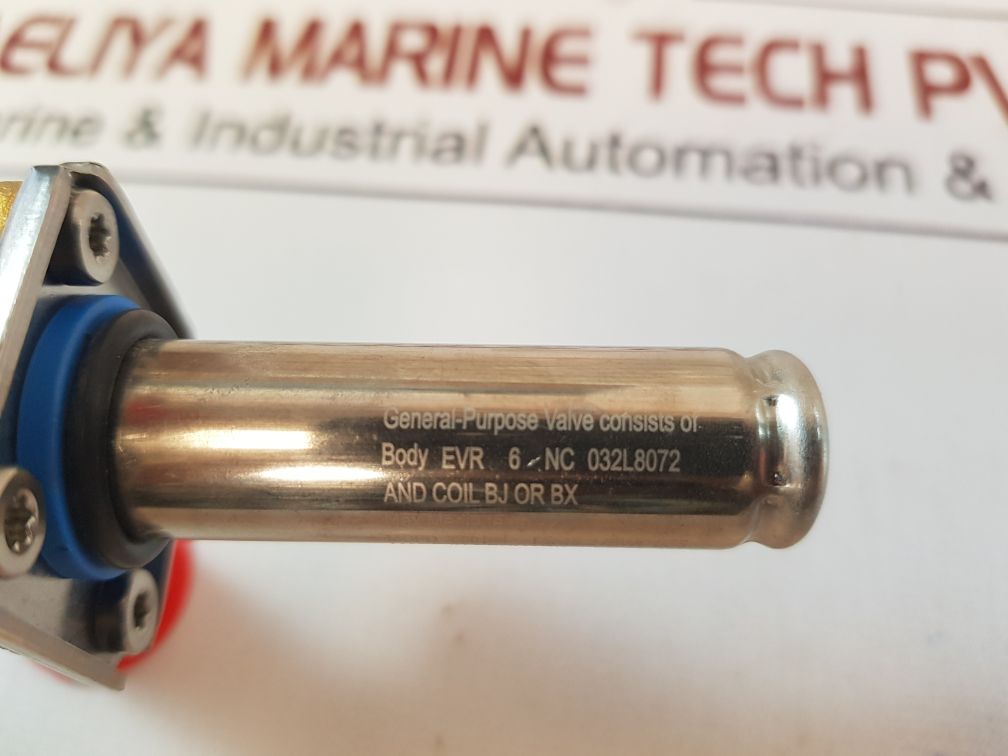 AELIYA MARINE TECH PV
rine & Industrial Automation &
General-Purpose Valve consists of
Body EVR 6 NC 032L8072
AND COIL BJ OR BX